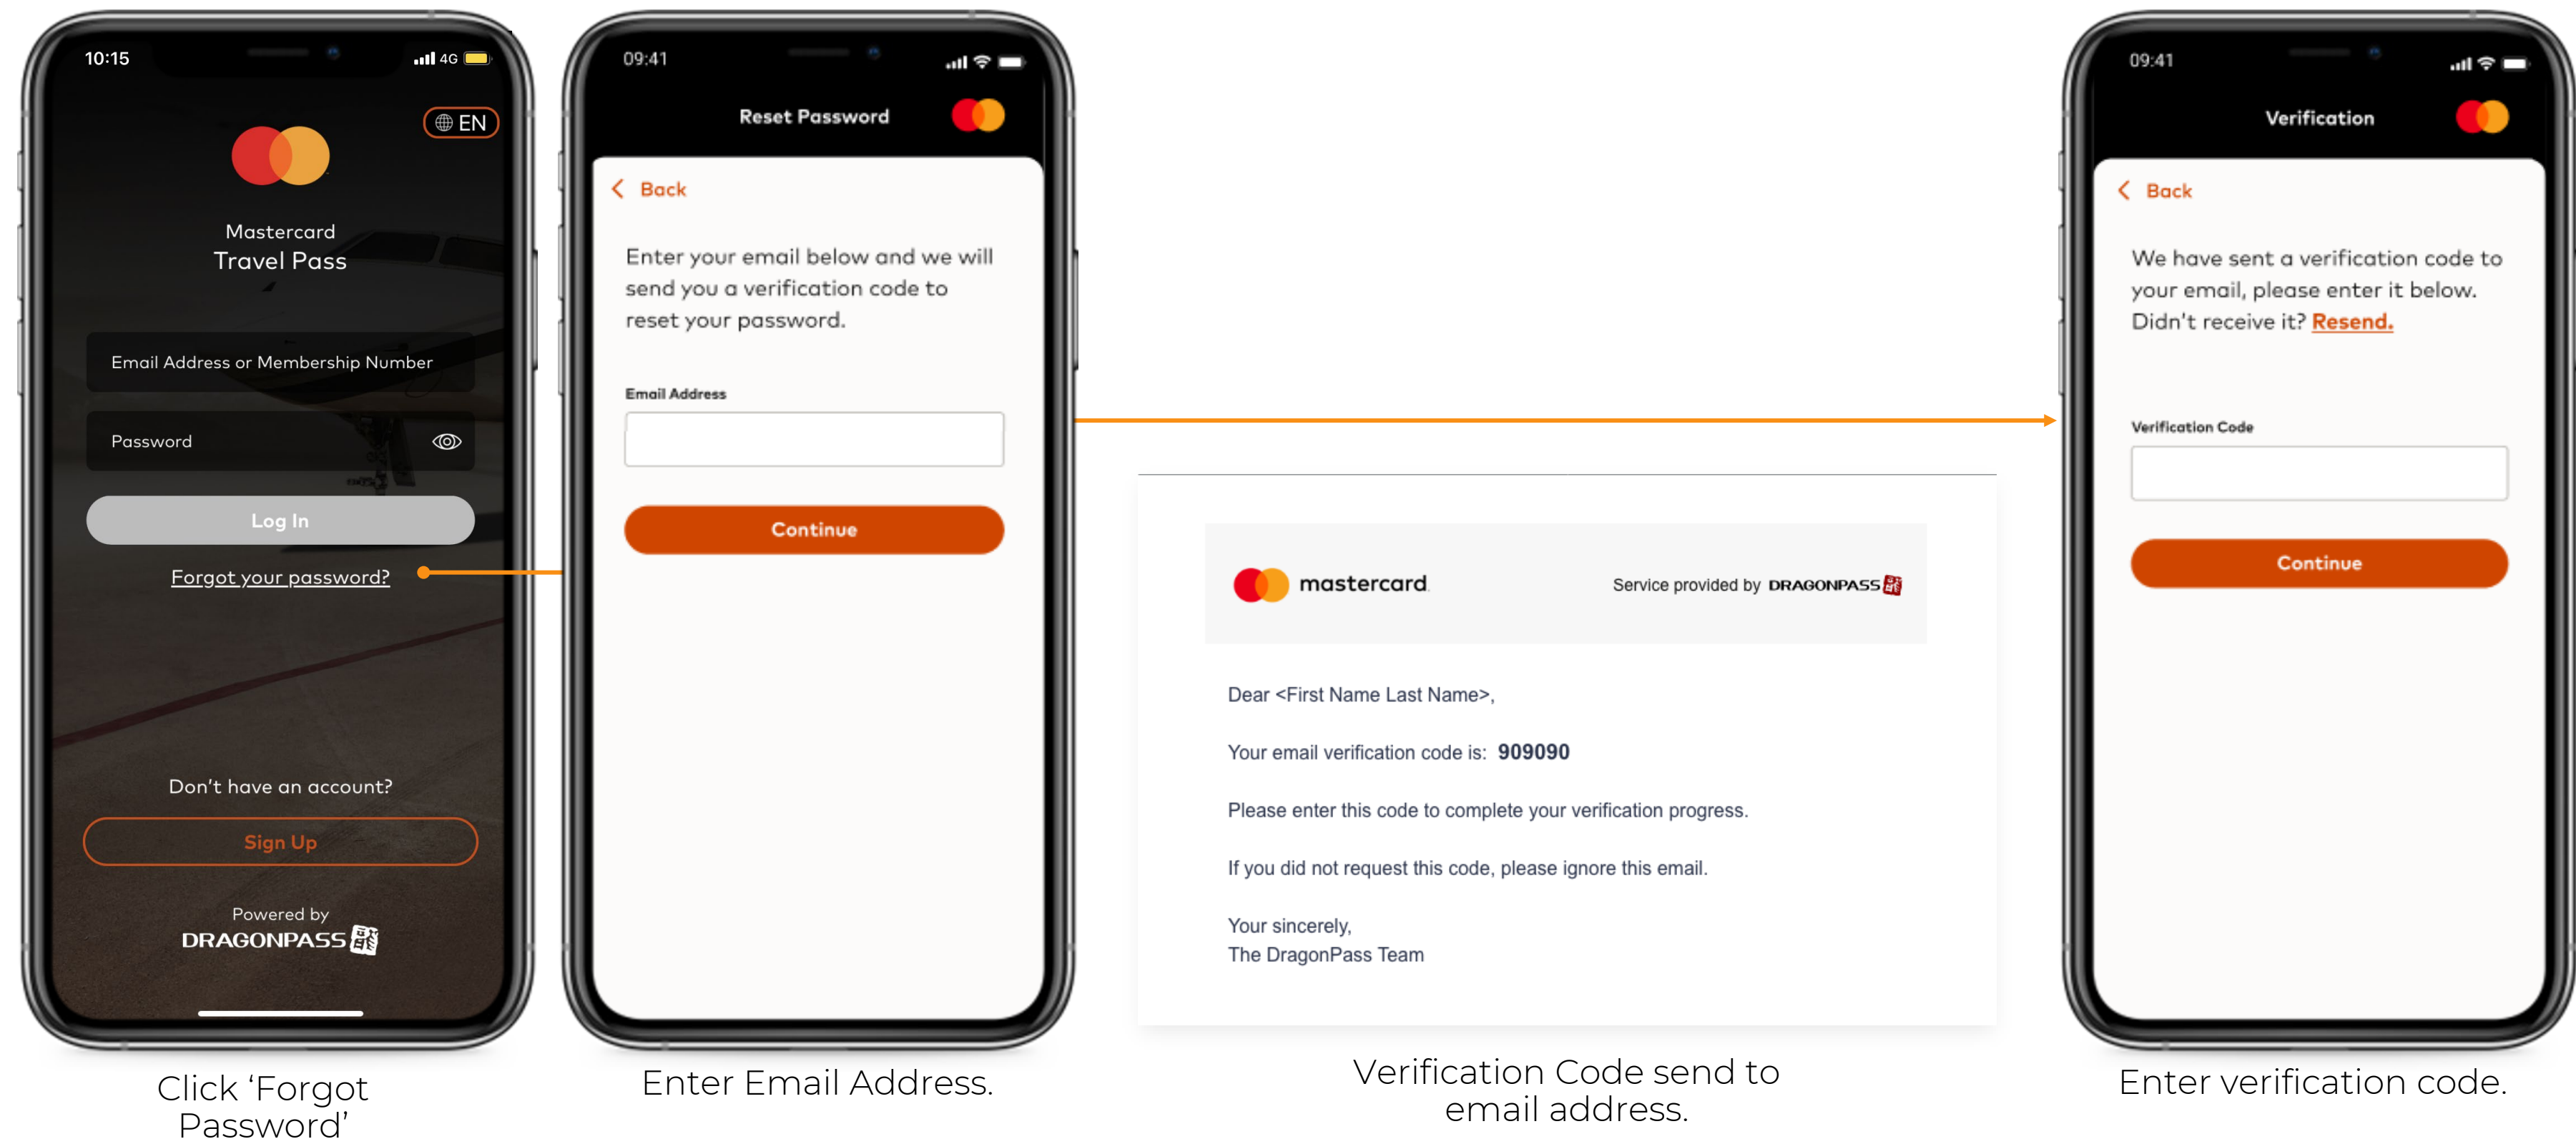 10:15
4G
EN
Mastercard
Travel Pass
Email Address or Membership Number
Password
Log In
Forgot your password?
Don't have an account?
Sign Up
Powered by
DRAGONPASS
Click ‘Forgot
Password’
09:41
Reset Password
Back
Enter your email below and we will
send you a verification code to
reset your password.
Email Address
Continue
Enter Email Address.
mastercard
Service provided by DRAGONPASS
Dear <First Name Last Name>,
Your email verification code is: 909090
Please enter this code to complete your verification progress.
If you did not request this code, please ignore this email.
Your sincerely,
The DragonPass Team
Verification Code send to
email address.
09:41
Verification
Back
We have sent a verification code to
your email, please enter it below.
Didn't receive it? Resend.
Verification Code
Continue
Enter verification code.